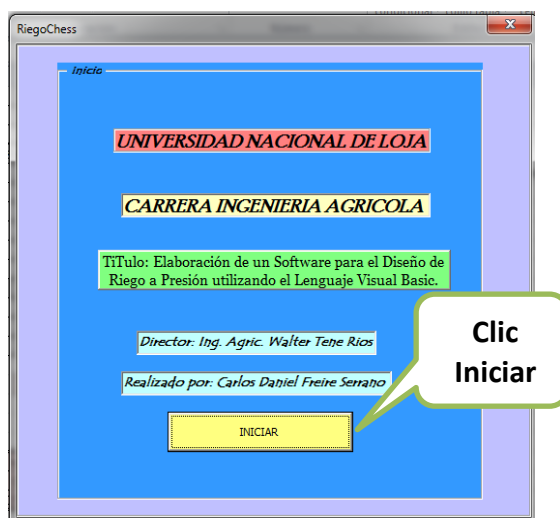 RiegoChess
inicio
UNIVERSIDAD NACIONAL DE LOJA
CARRERA INGENIERIA AGRICOLA
TiTulo: Elaboración de un Software para el Diseño de
Riego a Presión utilizando el Lenguaje Visual Basic.
Director: Ing. Agric. Walter Tene Rios
Realizado por: Carlos Daniel Freire Serrano
INICIAR
Clic
Iniciar